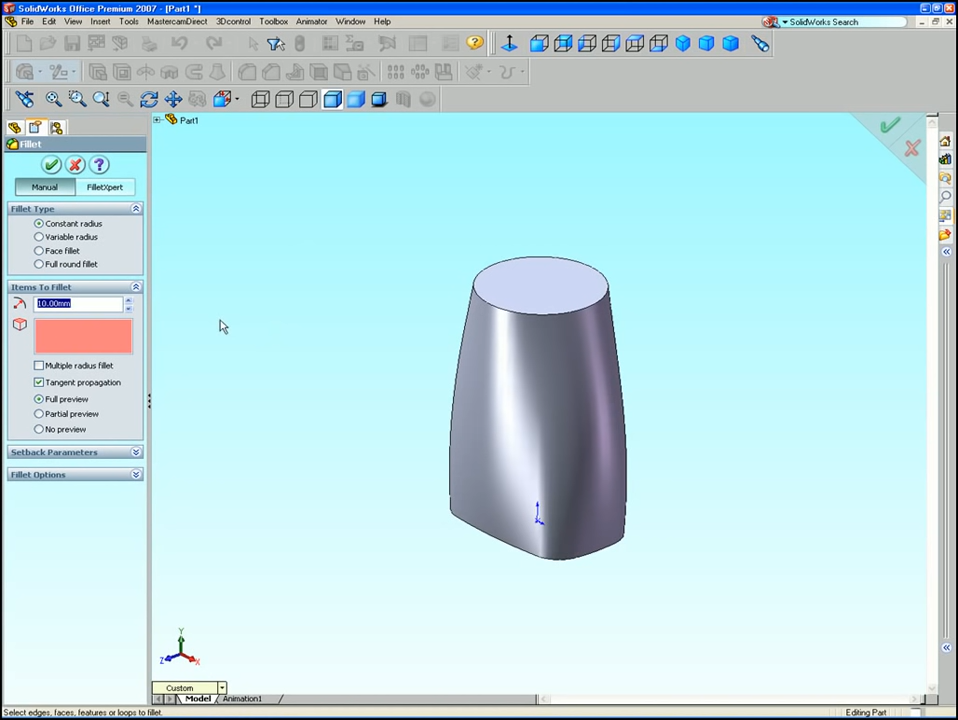 SolidWorks Office Premium 2007 - [Part1 *]
File Edit View Insert Tools MastercamDirect 3Dcontrol Toolbox Animator Window Help
SolidWorks Search
Part1
Fillet
Manual FilletXpert
Fillet Type
Constant radius
Variable radius
Face fillet
Full round fillet
Items To Fillet
10.00mm
Multiple radius fillet
Tangent propagation
Full preview
Partial preview
No preview
Setback Parameters
Fillet Options
Y
Z X
Custom
Model Animation1
Select edges, faces, features or loops to fillet. Editing Part